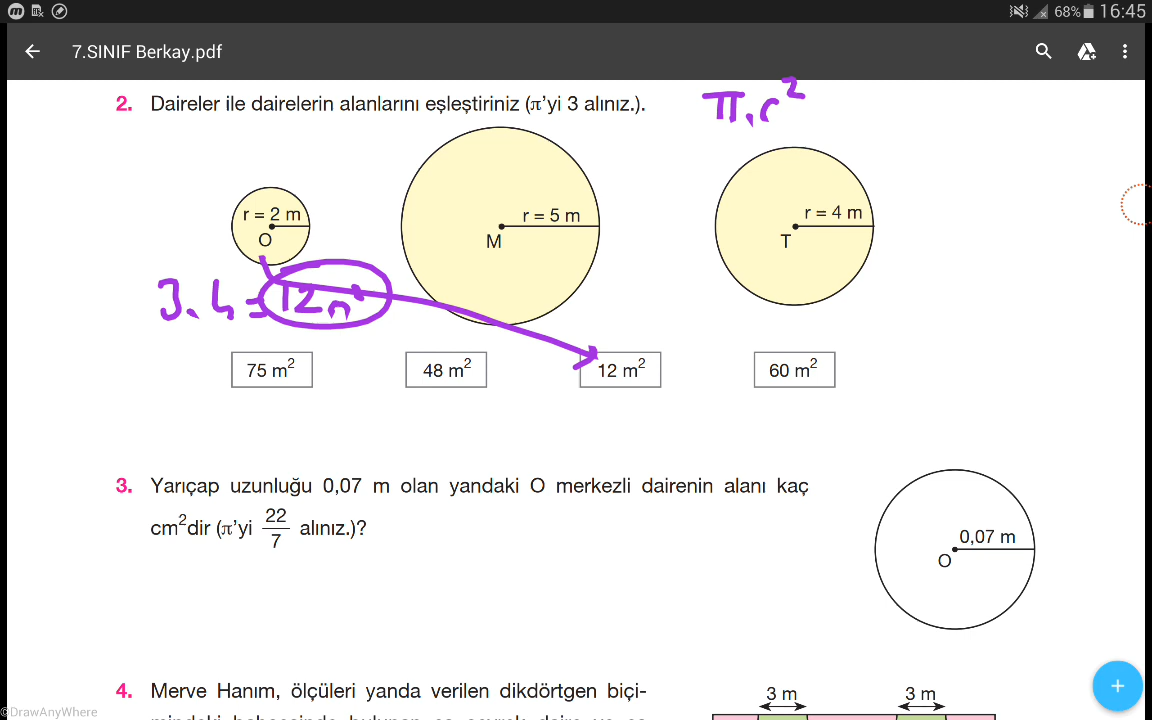 68% 16:45
7.SINIF Berkay.pdf
2. Daireler ile dairelerin alanlarını eşleştiriniz (π'yi 3 alınız.).
π.r²
r = 2 m
O
r = 5 m
M
r = 4 m
T
3.4=12m²
75 m²
48 m²
12 m²
60 m²
3. Yarıçap uzunluğu 0,07 m olan yandaki O merkezli dairenin alanı kaç
cm²dir (π'yi 22/7 alınız.)?
0,07 m
O
4. Merve Hanım, ölçüleri yanda verilen dikdörtgen biçi-
3 m
3 m
©DrawAnyWhere